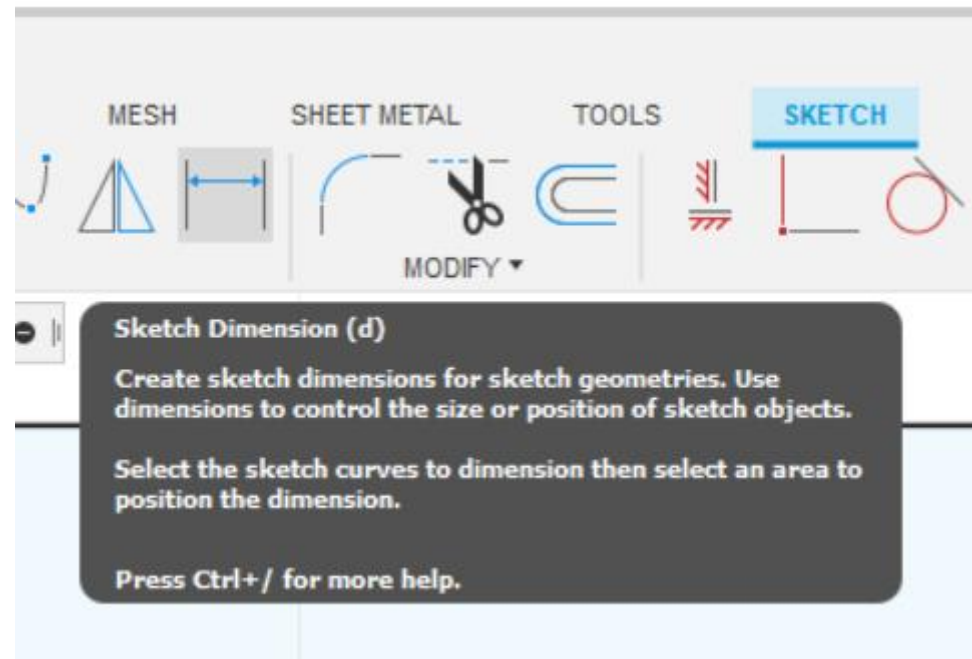 MESH SHEET METAL TOOLS SKETCH
MODIFY ▾
Sketch Dimension (d)
Create sketch dimensions for sketch geometries. Use
dimensions to control the size or position of sketch objects.
Select the sketch curves to dimension then select an area to
position the dimension.
Press Ctrl+/ for more help.